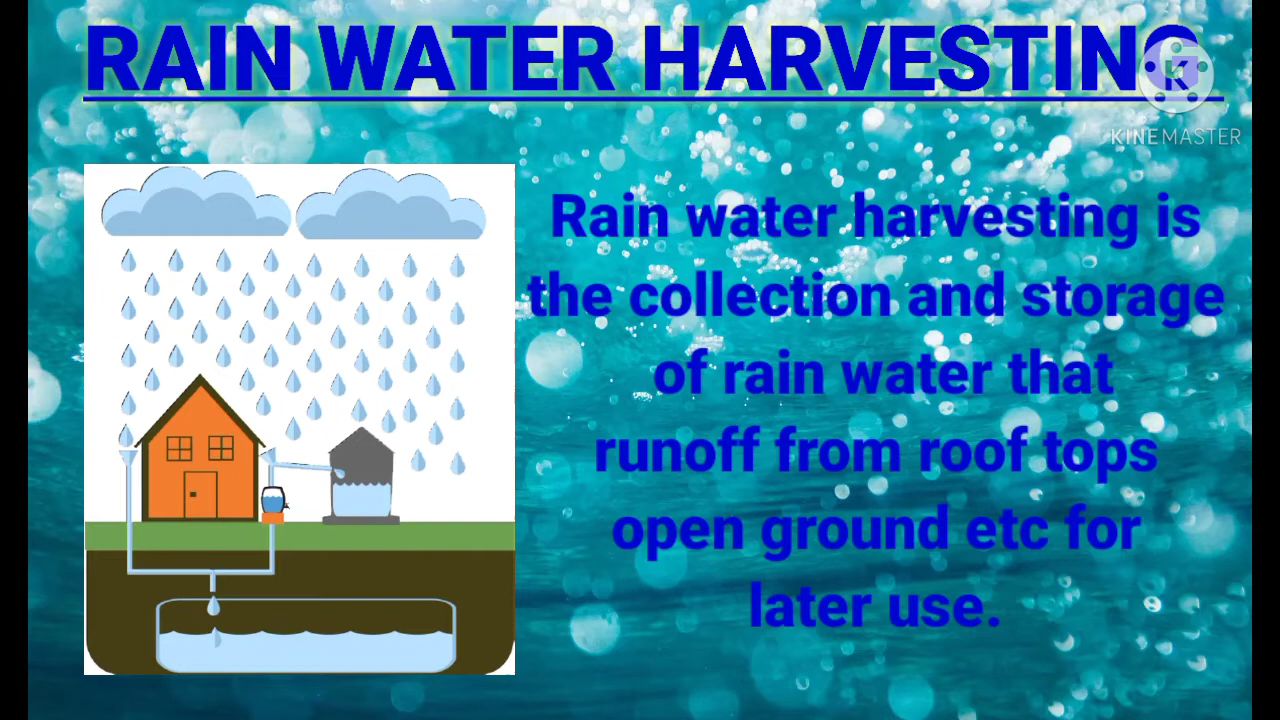 RAIN WATER HARVESTING
K
KINEMASTER
Rain water harvesting is
the collection and storage
of rain water that
runoff from roof tops
open ground etc for
later use.